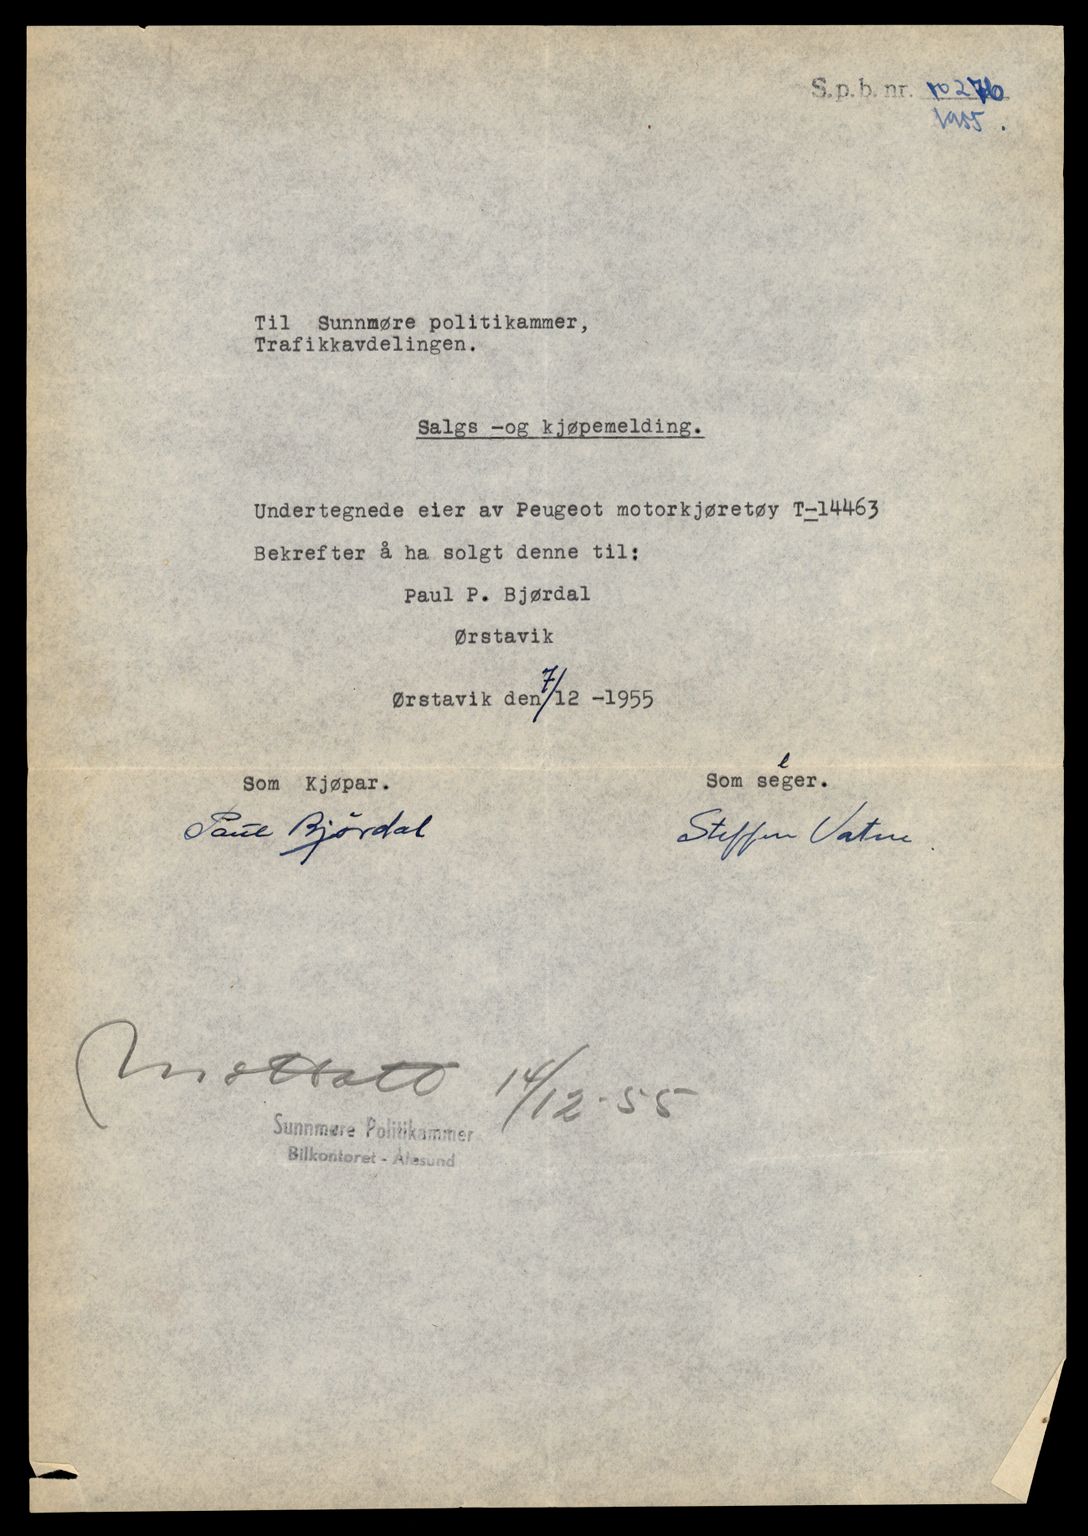 S.p.b. nr. 10276
1955.
Til Sunnmøre politikammer,
Trafikkavdelingen.
Salgs -og kjøpemelding.
Undertegnede eier av Peugeot motorkjøretøy T-14463
Bekrefter å ha solgt denne til:
Paul P. Bjørdal
Ørstavik
Ørstavik den 7/12 -1955
Som Kjøpar. Som selger.
Paul Bjørdal Steffen Vatne
Mottatt 14/12-55
Sunnmøre Politikammer
Bilkontoret - Ålesund